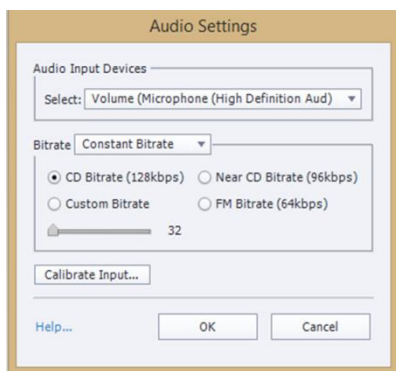 Audio Settings
Audio Input Devices
Select: Volume (Microphone (High Definition Aud)
Bitrate Constant Bitrate
CD Bitrate (128kbps) Near CD Bitrate (96kbps)
Custom Bitrate FM Bitrate (64kbps)
32
Calibrate Input...
Help... OK Cancel